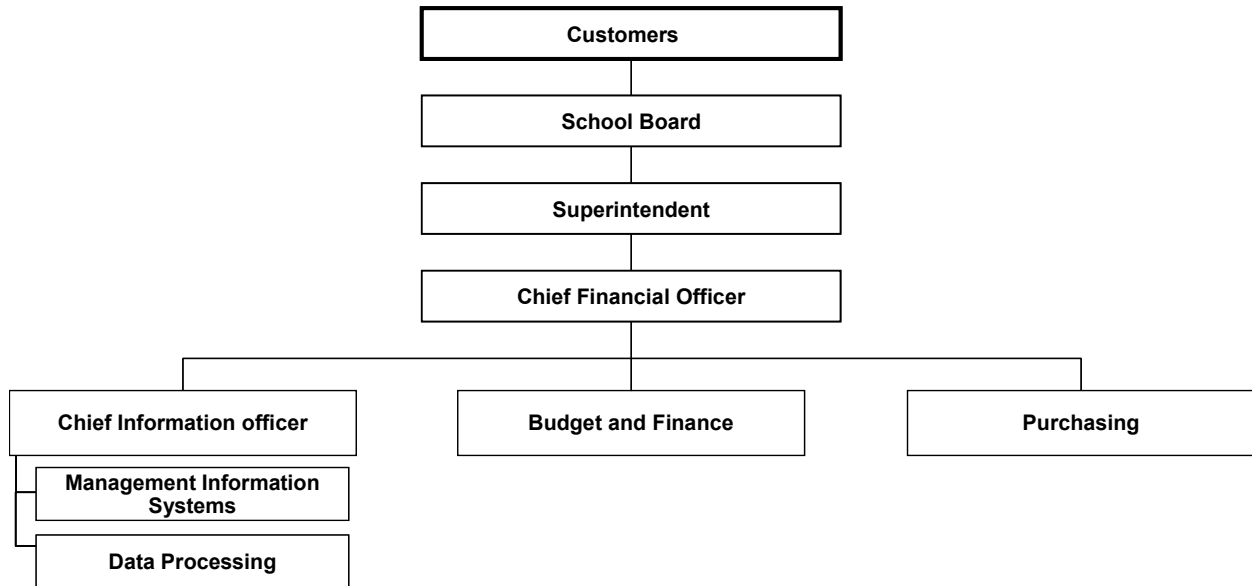 Customers
School Board
Superintendent
Chief Financial Officer
Chief Information officer
Budget and Finance
Purchasing
Management Information
Systems
Data Processing